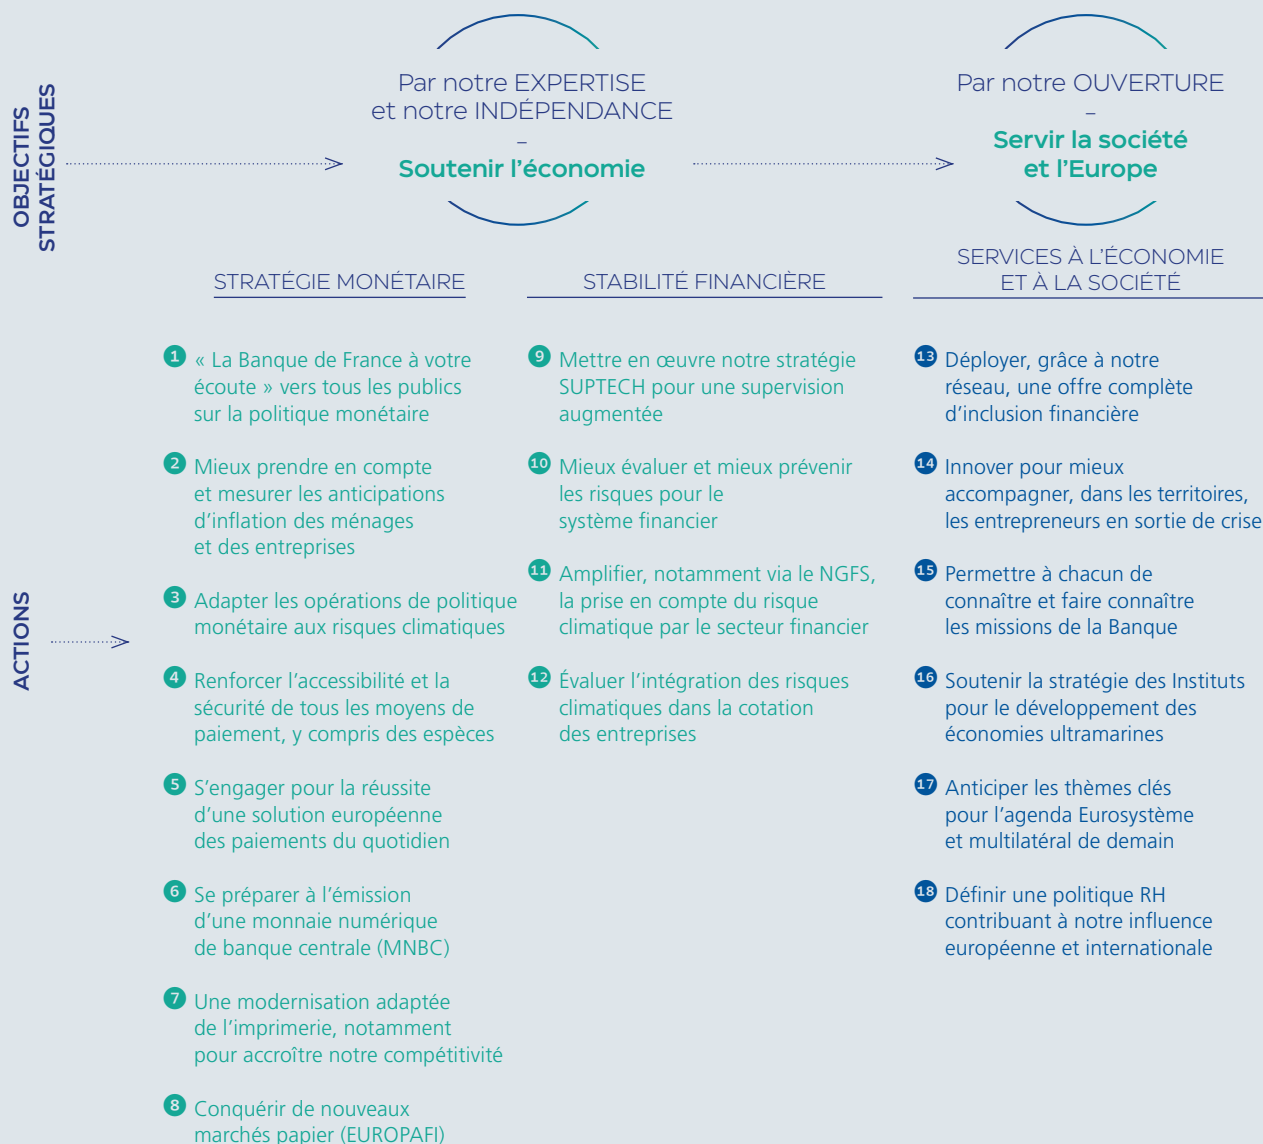 OBJECTIFS
STRATÉGIQUES
Par notre EXPERTISE
et notre INDÉPENDANCE
–
Soutenir l’économie
Par notre OUVERTURE
–
Servir la société
et l’Europe
STRATÉGIE MONÉTAIRE
STABILITÉ FINANCIÈRE
SERVICES À L’ÉCONOMIE
ET À LA SOCIÉTÉ
ACTIONS
1 « La Banque de France à votre
écoute » vers tous les publics
sur la politique monétaire
2 Mieux prendre en compte
et mesurer les anticipations
d’inflation des ménages
et des entreprises
3 Adapter les opérations de politique
monétaire aux risques climatiques
4 Renforcer l’accessibilité et la
sécurité de tous les moyens de
paiement, y compris des espèces
5 S’engager pour la réussite
d’une solution européenne
des paiements du quotidien
6 Se préparer à l’émission
d’une monnaie numérique
de banque centrale (MNBC)
7 Une modernisation adaptée
de l’imprimerie, notamment
pour accroître notre compétitivité
8 Conquérir de nouveaux
marchés papier (EUROPAFI)
9 Mettre en œuvre notre stratégie
SUPTECH pour une supervision
augmentée
10 Mieux évaluer et mieux prévenir
les risques pour le
système financier
11 Amplifier, notamment via le NGFS,
la prise en compte du risque
climatique par le secteur financier
12 Évaluer l’intégration des risques
climatiques dans la cotation
des entreprises
13 Déployer, grâce à notre
réseau, une offre complète
d’inclusion financière
14 Innover pour mieux
accompagner, dans les territoires,
les entrepreneurs en sortie de crise
15 Permettre à chacun de
connaître et faire connaître
les missions de la Banque
16 Soutenir la stratégie des Instituts
pour le développement des
économies ultramarines
17 Anticiper les thèmes clés
pour l’agenda Eurosystème
et multilatéral de demain
18 Définir une politique RH
contribuant à notre influence
européenne et internationale